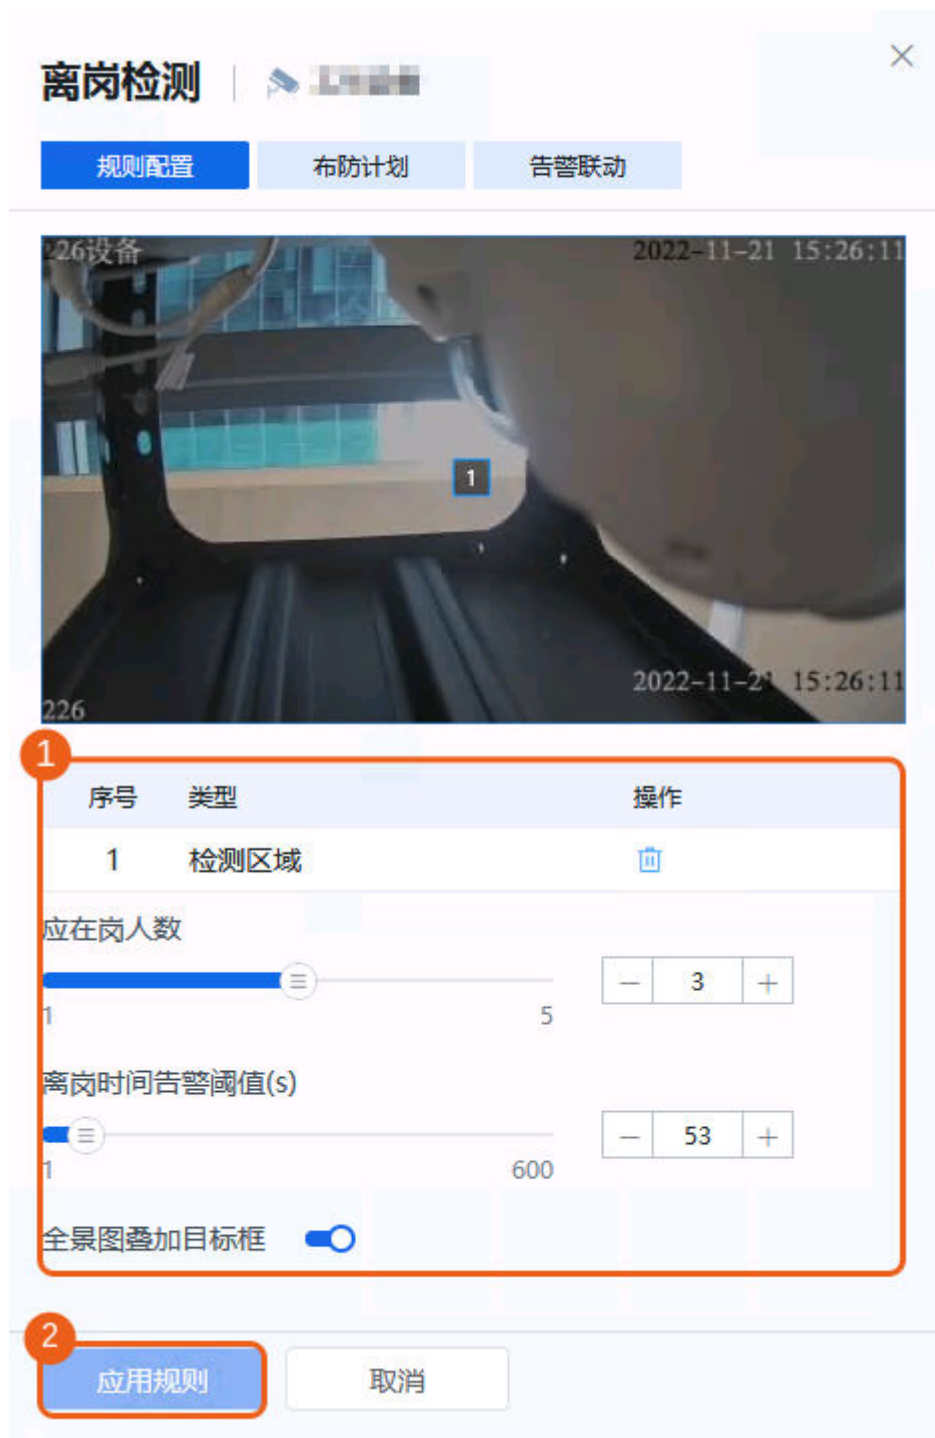 离岗检测
规则配置 布防计划 告警联动
226设备 2022-11-21 15:26:11
1
2022-11-21 15:26:11
226
1
序号 类型 操作
1 检测区域
应在岗人数
3
1 5
离岗时间告警阈值(s)
53
1 600
全景图叠加目标框
2
应用规则 取消